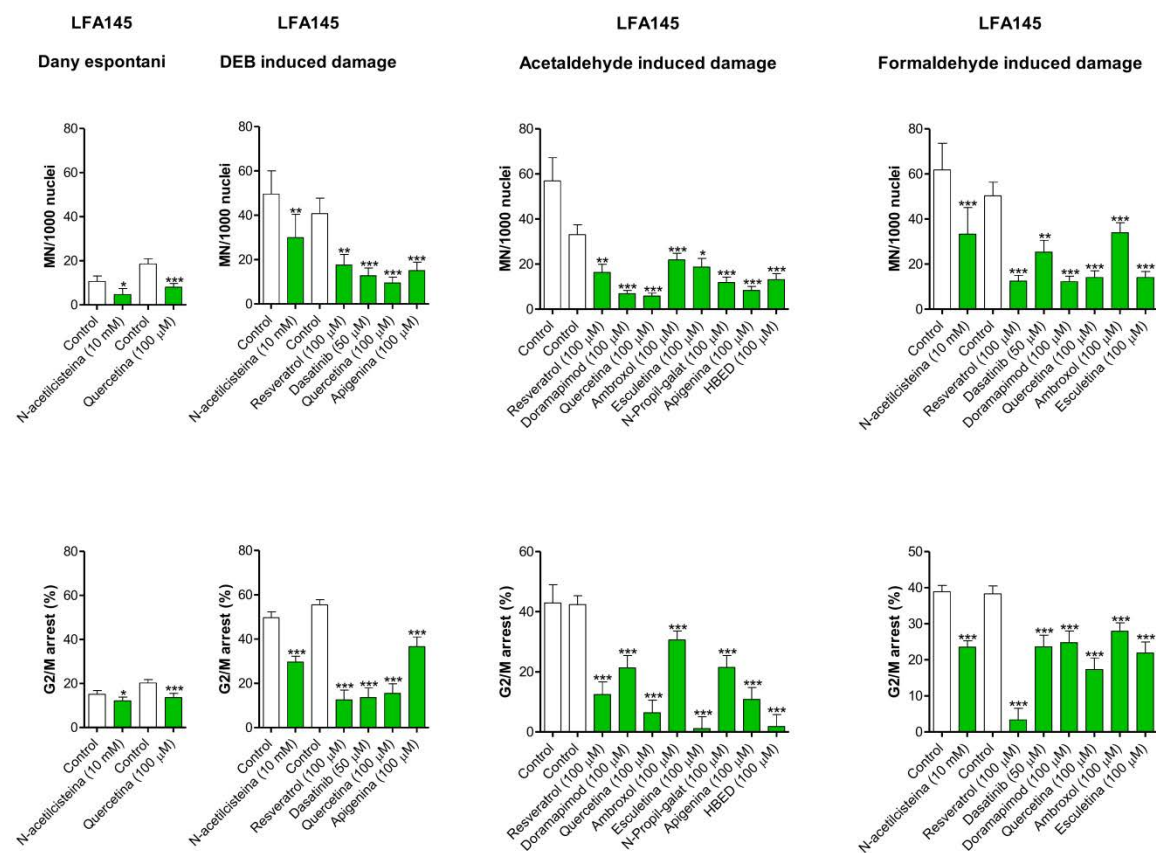 LFA145
Dany espontani
LFA145
DEB induced damage
LFA145
Acetaldehyde induced damage
LFA145
Formaldehyde induced damage
MN/1000 nuclei
80
60
40
20
0
Control
N-acetilcisteina (10 mM)
Control
Quercetina (100 µM)
*
***
MN/1000 nuclei
80
60
40
20
0
Control
N-acetilcisteina (10 mM)
Control
Resveratrol (100 µM)
Dasatinib (50 µM)
Quercetina (100 µM)
Apigenina (100 µM)
**
**
***
***
***
MN/1000 nuclei
80
60
40
20
0
Control
Control
Resveratrol (100 µM)
Doramapimod (100 µM)
Quercetina (100 µM)
Ambroxol (100 µM)
Esculetina (100 µM)
N-Propil-galat (100 µM)
Apigenina (100 µM)
HBED (100 µM)
**
***
***
***
*
***
***
***
MN/1000 nuclei
80
60
40
20
0
Control
N-acetilcisteina (10 mM)
Control
Resveratrol (100 µM)
Dasatinib (50 µM)
Doramapimod (100 µM)
Quercetina (100 µM)
Ambroxol (100 µM)
Esculetina (100 µM)
***
***
**
***
***
***
***
G2/M arrest (%)
80
60
40
20
0
Control
N-acetilcisteina (10 mM)
Control
Quercetina (100 µM)
*
***
G2/M arrest (%)
80
60
40
20
0
Control
N-acetilcisteina (10 mM)
Control
Resveratrol (100 µM)
Dasatinib (50 µM)
Quercetina (100 µM)
Apigenina (100 µM)
***
***
***
***
***
G2/M arrest (%)
60
40
20
0
Control
Control
Resveratrol (100 µM)
Doramapimod (100 µM)
Quercetina (100 µM)
Ambroxol (100 µM)
Esculetina (100 µM)
N-Propil-galat (100 µM)
Apigenina (100 µM)
HBED (100 µM)
***
***
***
***
***
***
***
***
G2/M arrest (%)
50
40
30
20
10
0
Control
N-acetilcisteina (10 mM)
Control
Resveratrol (100 µM)
Dasatinib (50 µM)
Doramapimod (100 µM)
Quercetina (100 µM)
Ambroxol (100 µM)
Esculetina (100 µM)
***
***
***
***
***
***
***